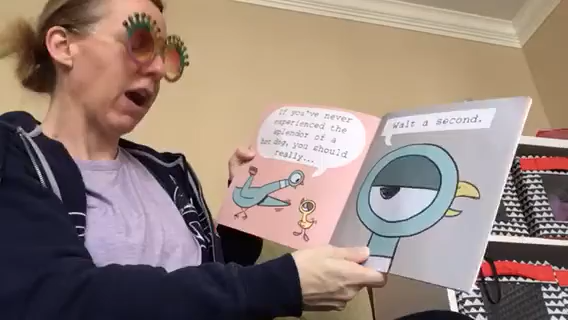 If you've never
experienced the
splendor of a
hot dog, you should
really...
Wait a second.